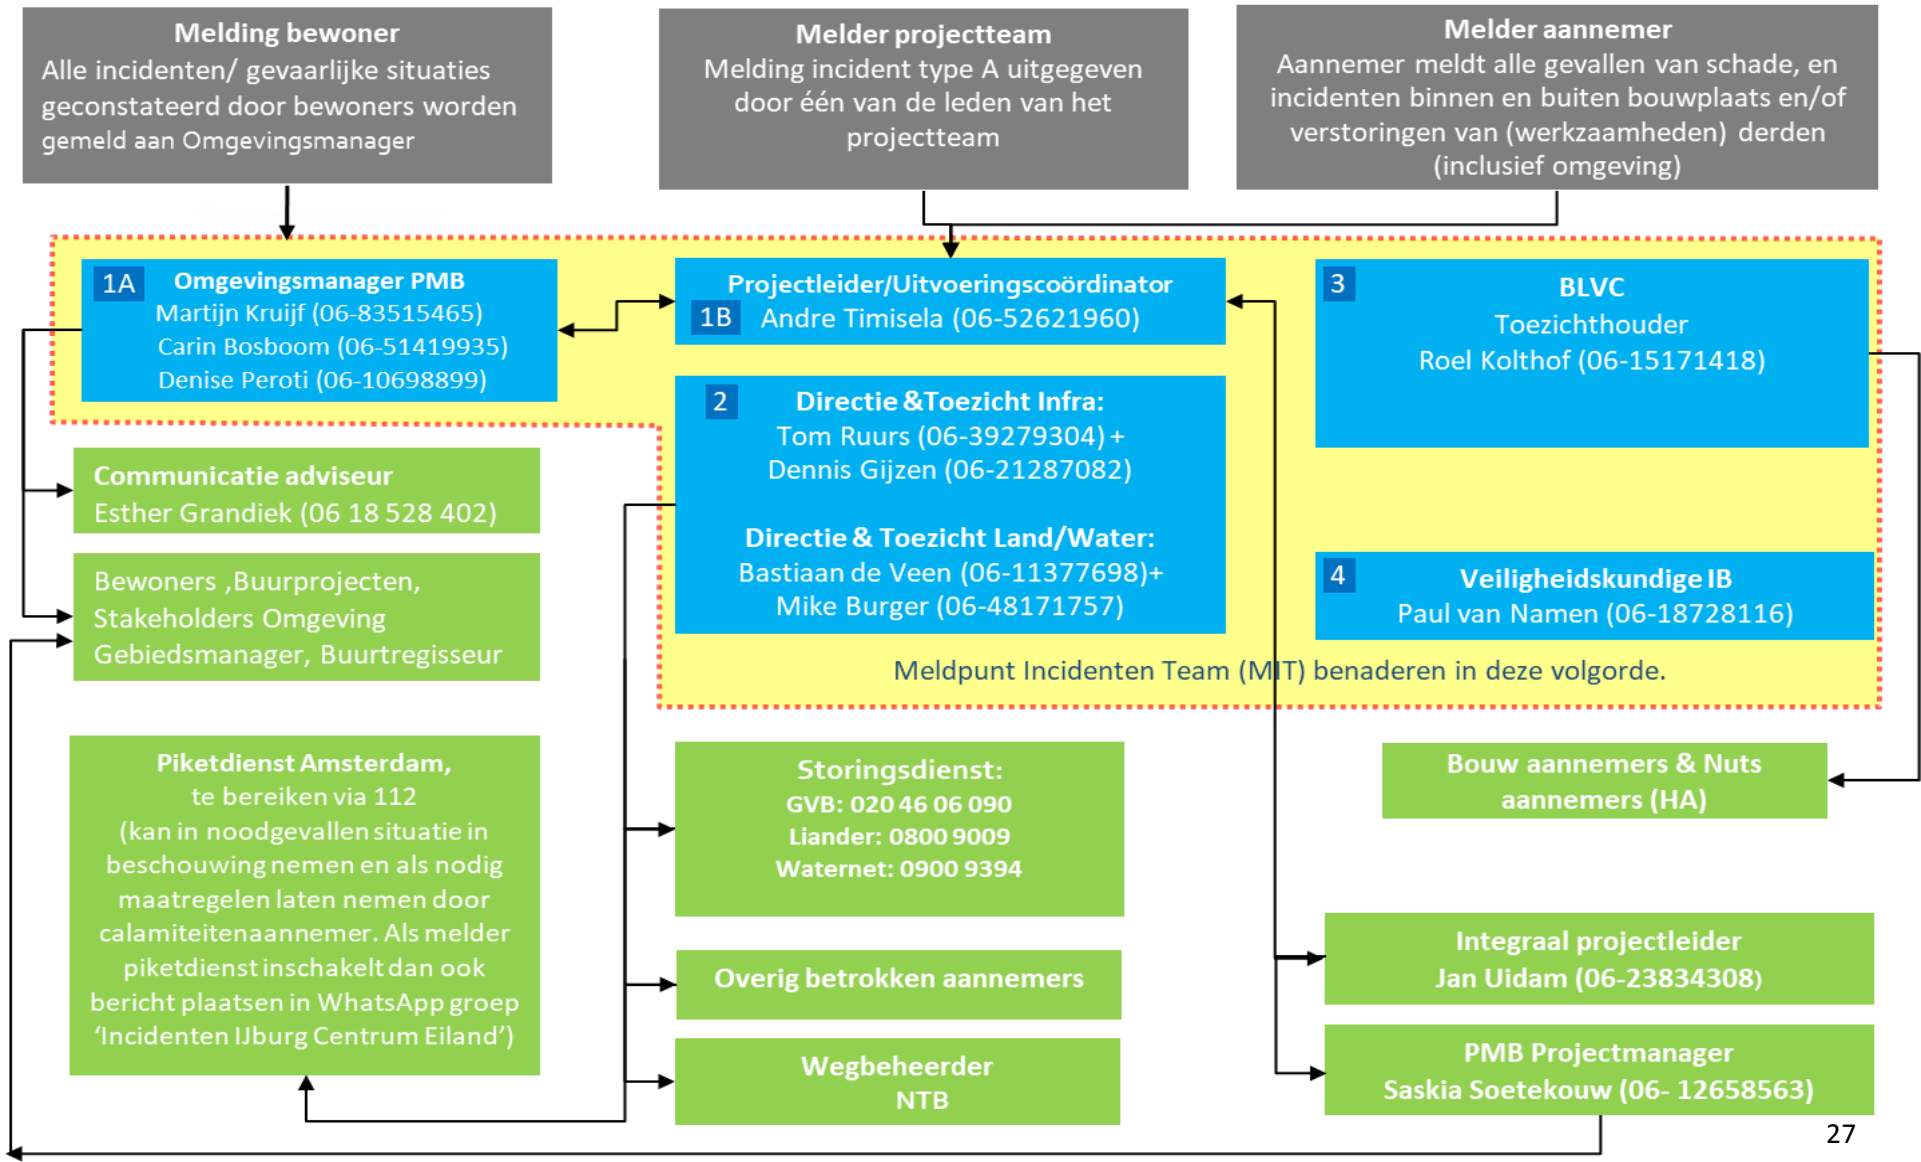 Melding bewoner
Alle incidenten/ gevaarlijke situaties
geconstateerd door bewoners worden
gemeld aan Omgevingsmanager
Melder projectteam
Melding incident type A uitgegeven
door één van de leden van het
projectteam
Melder aannemer
Aannemer meldt alle gevallen van schade, en
incidenten binnen en buiten bouwplaats en/of
verstoringen van (werkzaamheden) derden
(inclusief omgeving)
1A
Omgevingsmanager PMB
Martijn Kruijf (06-83515465)
Carin Bosboom (06-51419935)
Denise Peroti (06-10698899)
Projectleider/Uitvoeringscoördinator
1B Andre Timisela (06-52621960)
3
BLVC
Toezichthouder
Roel Kolthof (06-15171418)
2
Directie &Toezicht Infra:
Tom Ruurs (06-39279304) +
Dennis Gijzen (06-21287082)
Directie & Toezicht Land/Water:
Bastiaan de Veen (06-11377698)+
Mike Burger (06-48171757)
4
Veiligheidskundige IB
Paul van Namen (06-18728116)
Meldpunt Incidenten Team (MIT) benaderen in deze volgorde.
Communicatie adviseur
Esther Grandiek (06 18 528 402)
Bewoners ,Buurprojecten,
Stakeholders Omgeving
Gebiedsmanager, Buurtregisseur
Piketdienst Amsterdam,
te bereiken via 112
(kan in noodgevallen situatie in
beschouwing nemen en als nodig
maatregelen laten nemen door
calamiteitenaannemer. Als melder
piketdienst inschakelt dan ook
bericht plaatsen in WhatsApp groep
‘Incidenten IJburg Centrum Eiland’)
Storingsdienst:
GVB: 020 46 06 090
Liander: 0800 9009
Waternet: 0900 9394
Overig betrokken aannemers
Wegbeheerder
NTB
Bouw aannemers & Nuts
aannemers (HA)
Integraal projectleider
Jan Uidam (06-23834308)
PMB Projectmanager
Saskia Soetekouw (06- 12658563)
27